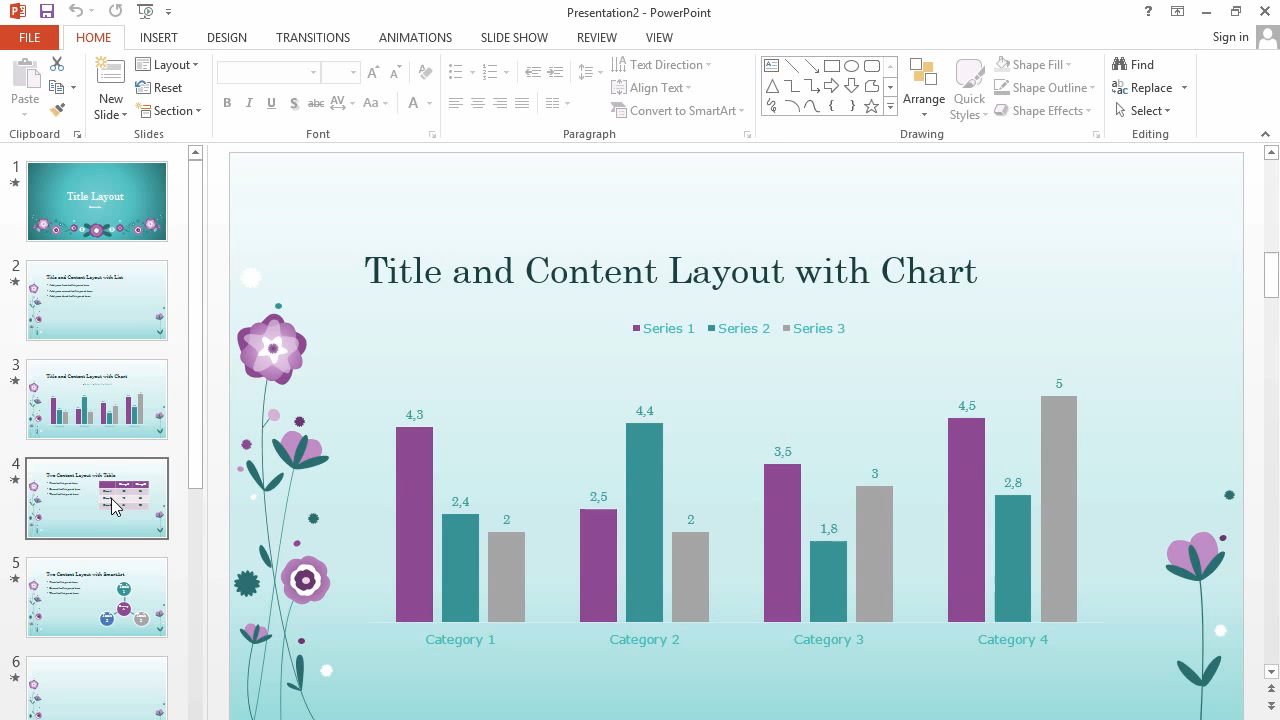 Presentation2 - PowerPoint
?
FILE HOME INSERT DESIGN TRANSITIONS ANIMATIONS SLIDE SHOW REVIEW VIEW Sign in
Paste
New Slide
Layout
Reset
Section
B I U S abc AV Aa A
Text Direction
Align Text
Convert to SmartArt
Arrange
Quick Styles
Shape Fill
Shape Outline
Shape Effects
Find
Replace
Select
Clipboard Slides Font Paragraph Drawing Editing
1
Title Layout
2
Title and Content Layout with List
3
Title and Content Layout with Chart
4
Two Content Layout with Table
5
Two Content Layout with SmartArt
6
Title and Content Layout with Chart
Series 1 Series 2 Series 3
4,3 2,4 2
2,5 4,4 2
3,5 1,8 3
4,5 2,8 5
Category 1 Category 2 Category 3 Category 4